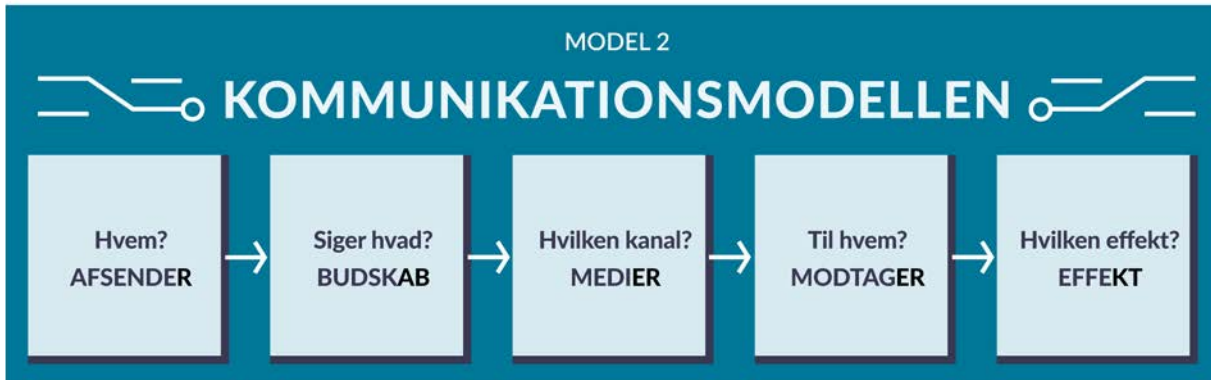 MODEL 2
KOMMUNIKATIONSMODELLEN
Hvem?
AFSENDER
Siger hvad?
BUDSKAB
Hvilken kanal?
MEDIER
Til hvem?
MODTAGER
Hvilken effekt?
EFFEKT